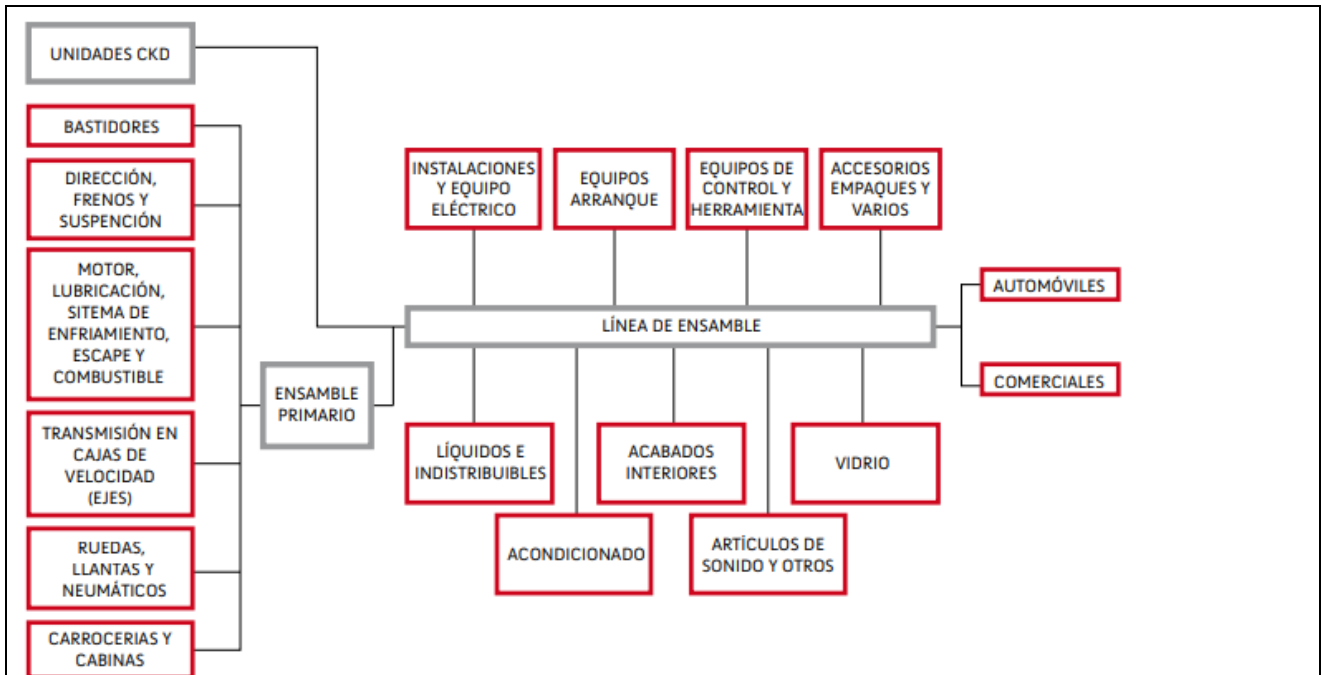 UNIDADES CKD
BASTIDORES
DIRECCIÓN,
FRENOS Y
SUSPENCIÓN
MOTOR,
LUBRICACIÓN,
SITEMA DE
ENFRIAMIENTO,
ESCAPE Y
COMBUSTIBLE
TRANSMISIÓN EN
CAJAS DE
VELOCIDAD
(EJES)
RUEDAS,
LLANTAS Y
NEUMÁTICOS
CARROCERIAS Y
CABINAS
ENSAMBLE
PRIMARIO
INSTALACIONES
Y EQUIPO
ELÉCTRICO
EQUIPOS
ARRANQUE
EQUIPOS DE
CONTROL Y
HERRAMIENTA
ACCESORIOS
EMPAQUES Y
VARIOS
LÍNEA DE ENSAMBLE
LÍQUIDOS E
INDISTRIBUIBLES
ACONDICIONADO
ACABADOS
INTERIORES
ARTÍCULOS DE
SONIDO Y OTROS
VIDRIO
AUTOMÓVILES
COMERCIALES